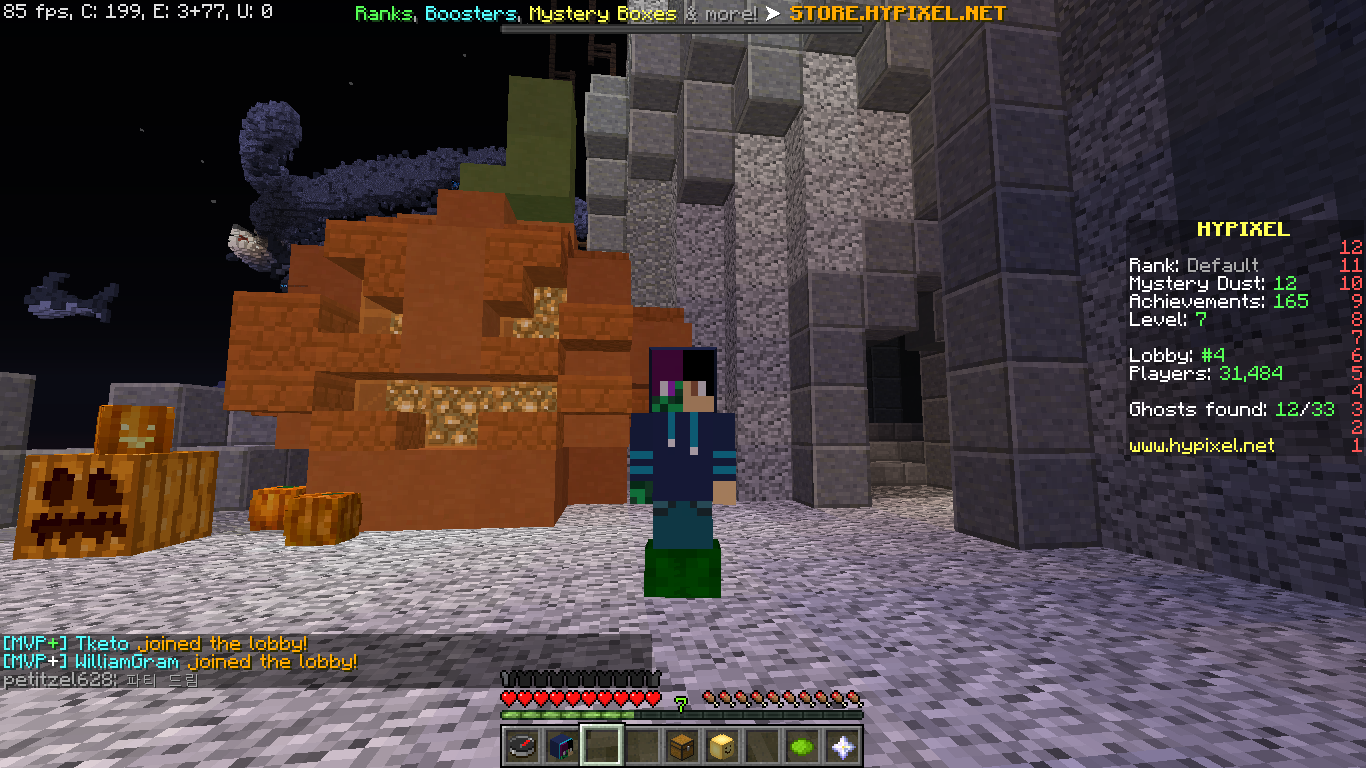 85 fps, C: 199, E: 3+77, U: 0
Ranks, Boosters, Mystery Boxes & more! ➤ STORE.HYPIXEL.NET
HYPIXEL
12
Rank: Default 11
Mystery Dust: 12 10
Achievements: 165 9
Level: 7 8
7
Lobby: #4 6
Players: 31,484 5
4
Ghosts found: 12/33 3
2
www.hypixel.net 1
[MVP+] Tketo joined the lobby!
[MVP+] WilliamGram joined the lobby!
petitzel628: 파티 드림
7